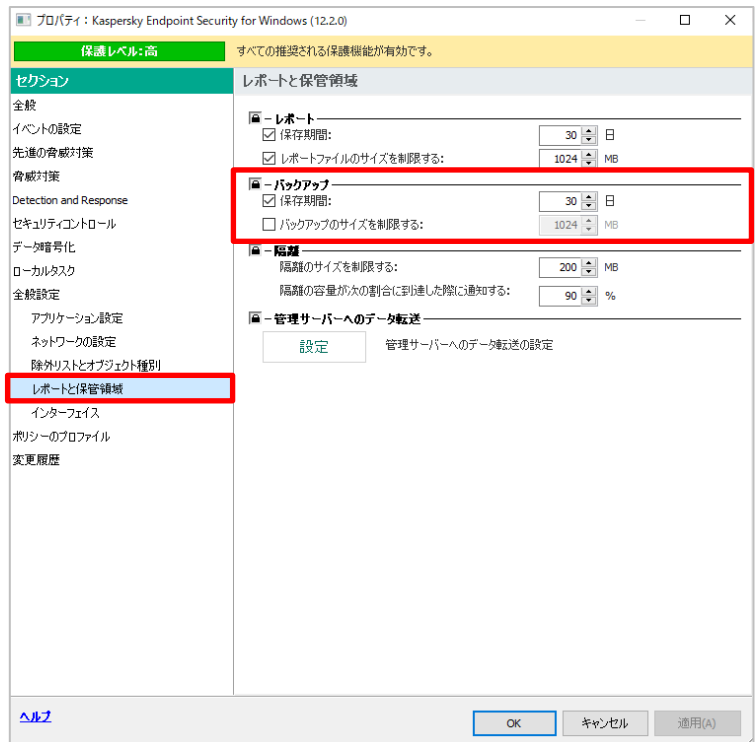 プロパティ：Kaspersky Endpoint Security for Windows (12.2.0)
保護レベル：高
すべての推奨される保護機能が有効です。
セクション
レポートと保管領域
全般
イベントの設定
先進の脅威対策
脅威対策
Detection and Response
セキュリティコントロール
データ暗号化
ローカルタスク
全般設定
アプリケーション設定
ネットワークの設定
除外リストとオブジェクト種別
レポートと保管領域
インターフェイス
ポリシーのプロファイル
変更履歴
レポート
保存期間: 30 日
レポートファイルのサイズを制限する: 1024 MB
バックアップ
保存期間: 30 日
バックアップのサイズを制限する: 1024 MB
隔離
隔離のサイズを制限する: 200 MB
隔離の容量が次の割合に到達した際に通知する: 90 %
管理サーバーへのデータ転送
設定 管理サーバーへのデータ転送の設定
ヘルプ
OK キャンセル 適用(A)